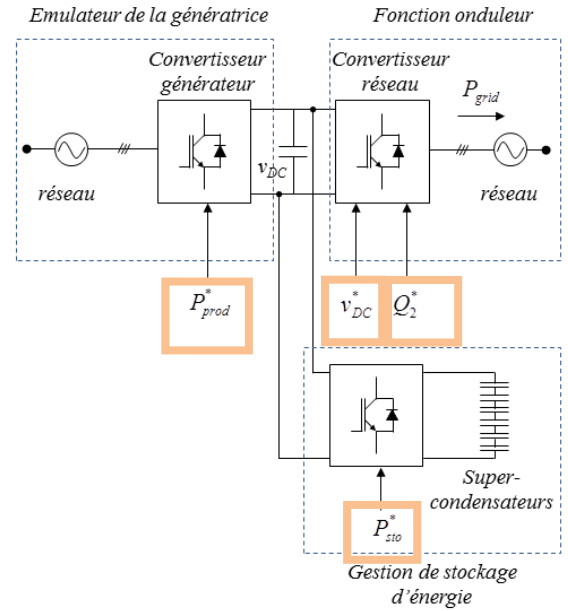 Emulateur de la génératrice
Fonction onduleur
Convertisseur
générateur
Convertisseur
réseau
P_grid
v_DC
réseau
réseau
P*_prod
v*_DC
Q*_2
Super-
condensateurs
P*_sto
Gestion de stockage
d'énergie